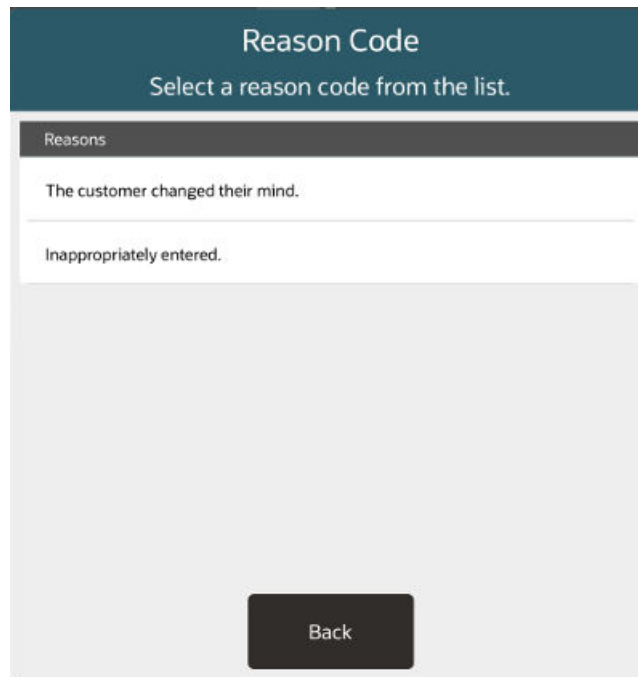 Reason Code
Select a reason code from the list.
Reasons
The customer changed their mind.
Inappropriately entered.
Back